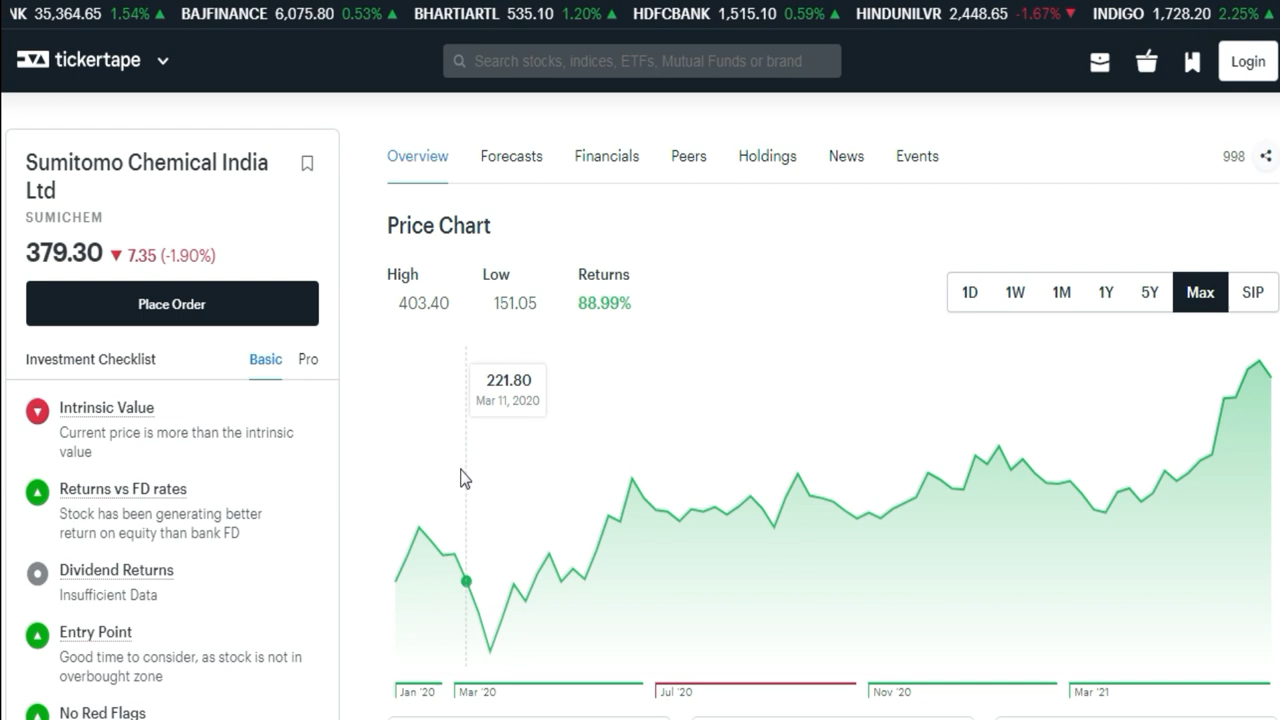 NK 35,364.65 1.54% ▲ BAJFINANCE 6,075.80 0.53% ▲ BHARTIARTL 535.10 1.20% ▲ HDFCBANK 1,515.10 0.59% ▲ HINDUNILVR 2,448.65 -1.67% ▼ INDIGO 1,728.20 2.25% ▲
tickertape
Search stocks, indices, ETFs, Mutual Funds or brand
Login
Sumitomo Chemical India
Ltd
SUMICHEM
379.30 ▼ 7.35 (-1.90%)
Place Order
Investment Checklist Basic Pro
Intrinsic Value
Current price is more than the intrinsic
value
Returns vs FD rates
Stock has been generating better
return on equity than bank FD
Dividend Returns
Insufficient Data
Entry Point
Good time to consider, as stock is not in
overbought zone
No Red Flags
Overview Forecasts Financials Peers Holdings News Events 998
Price Chart
High Low Returns
403.40 151.05 88.99%
1D 1W 1M 1Y 5Y Max SIP
221.80
Mar 11, 2020
Jan '20 Mar '20 Jul '20 Nov '20 Mar '21